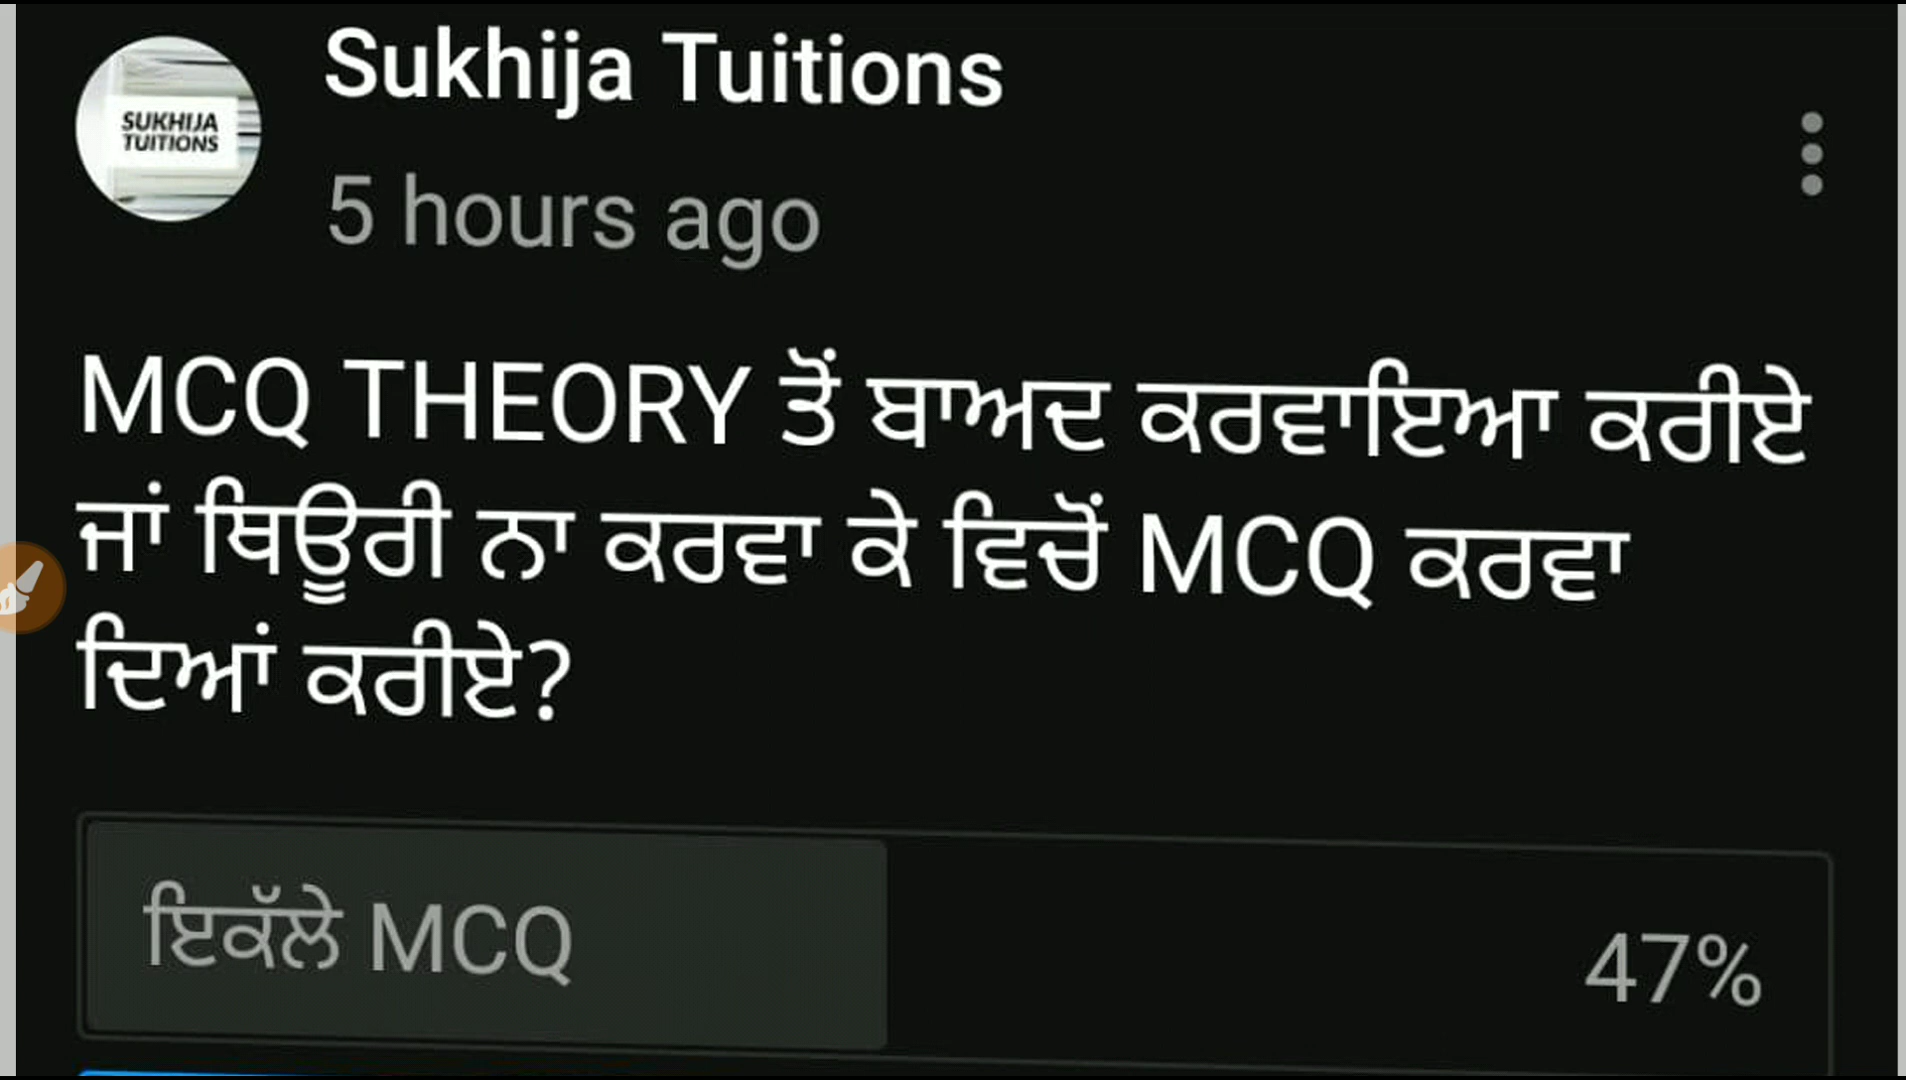 Sukhija Tuitions
SUKHIJA
TUITIONS
5 hours ago
MCQ THEORY ਤੋਂ ਬਾਅਦ ਕਰਵਾਇਆ ਕਰੀਏ
ਜਾਂ ਥਿਊਰੀ ਨਾ ਕਰਵਾ ਕੇ ਵਿਚੋਂ MCQ ਕਰਵਾ
ਦਿਆਂ ਕਰੀਏ?
ਇਕੱਲੇ MCQ 47%